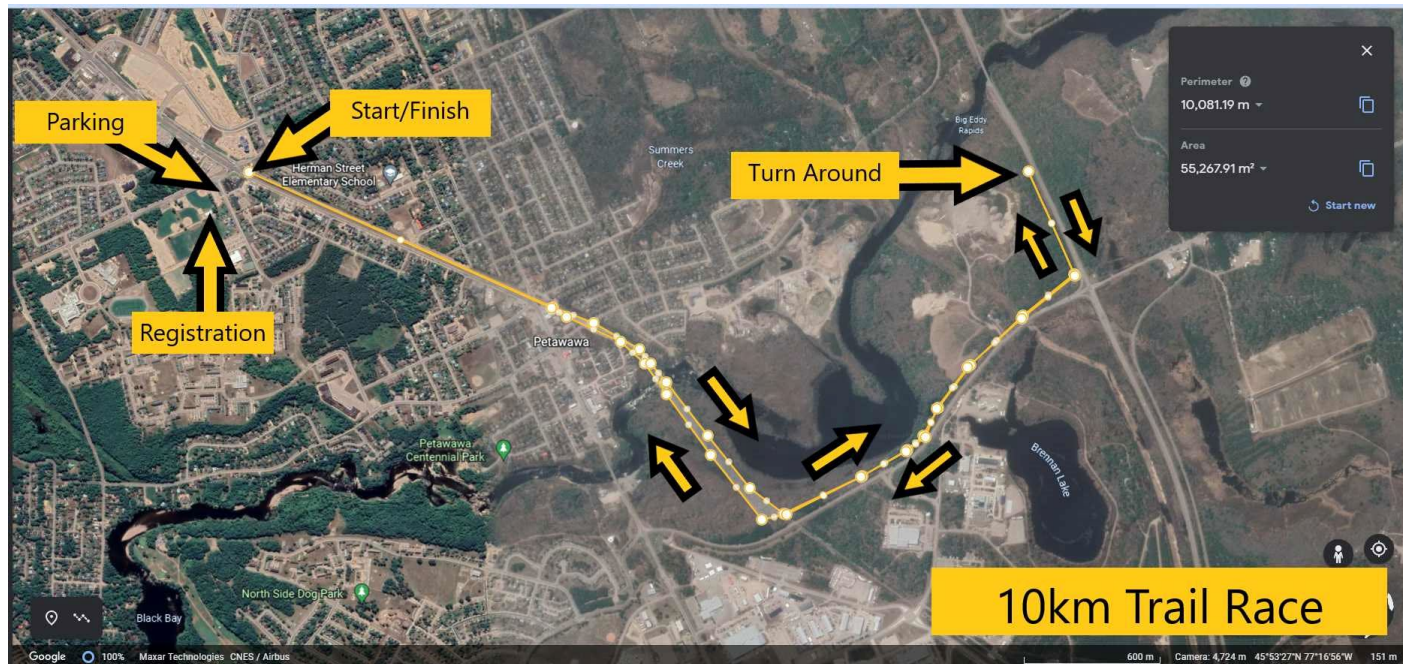 Parking
Start/Finish
Herman Street
Elementary School
Registration
Petawawa
Summers
Creek
Big Eddy
Rapids
Turn Around
Perimeter
10,081.19 m
Area
55,267.91 m²
Start new
Petawawa
Centennial Park
Brennan Lake
North Side Dog Park
Black Bay
10km Trail Race
Google 100% Maxar Technologies CNES / Airbus 600 m Camera: 4,724 m 45°53'27"N 77°16'56"W 151 m